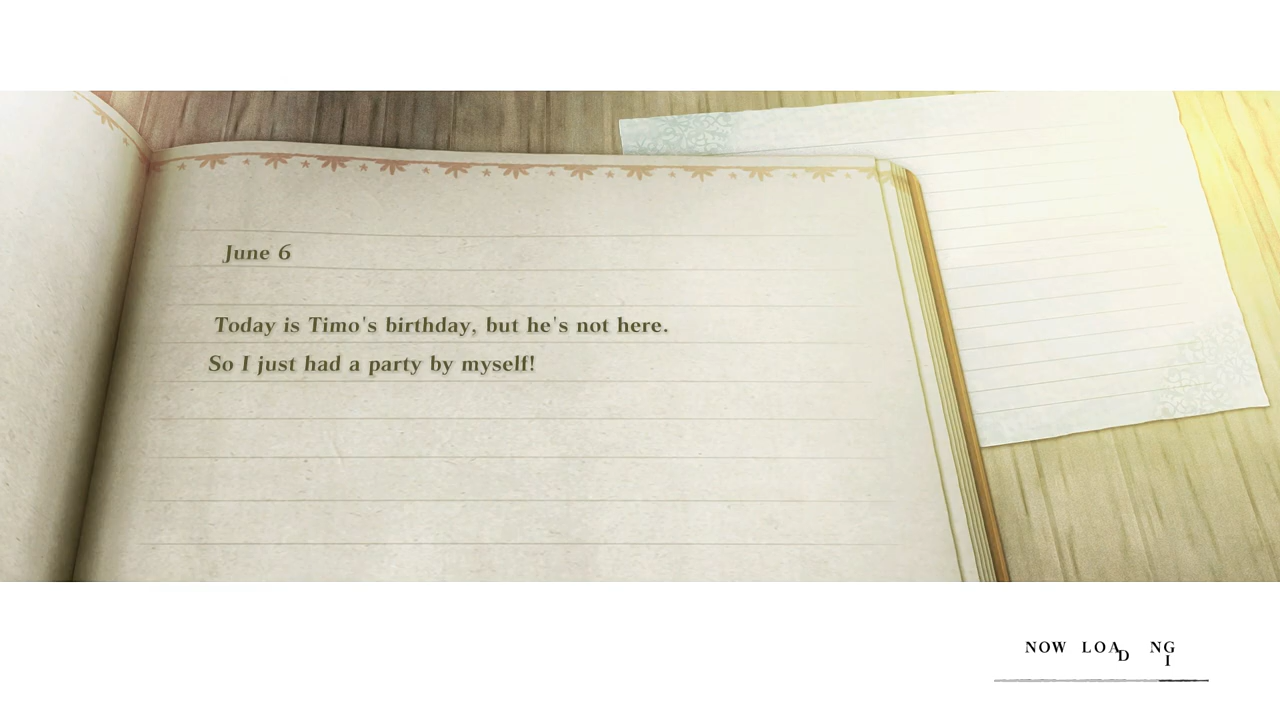 June 6
Today is Timo's birthday, but he's not here.
So I just had a party by myself!
NOW LOADING